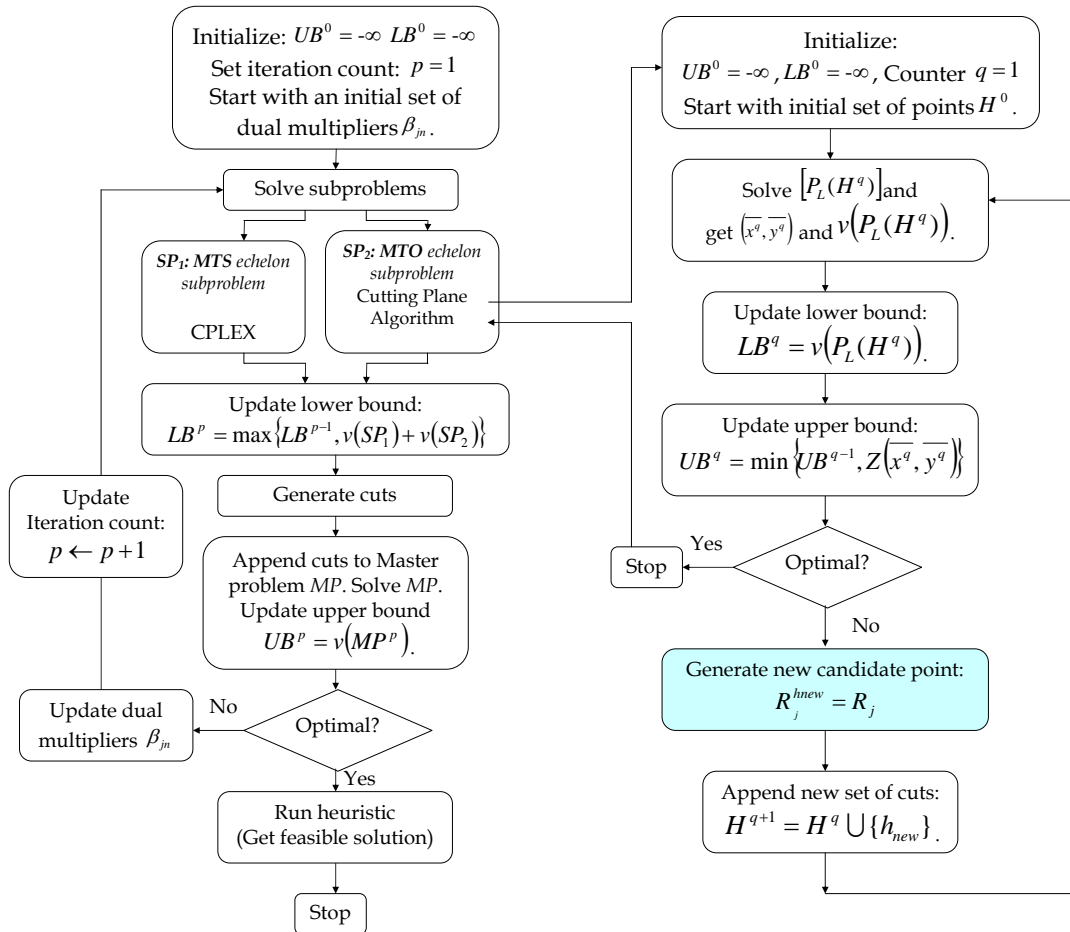 Initialize: UB⁰ = -∞ LB⁰ = -∞
Set iteration count: p = 1
Start with an initial set of
dual multipliers β_{jn}.
Solve subproblems
SP₁: MTS echelon
subproblem
CPLEX
SP₂: MTO echelon
subproblem
Cutting Plane
Algorithm
Update lower bound:
LB^p = max{LB^{p-1}, v(SP₁) + v(SP₂)}
Generate cuts
Append cuts to Master
problem MP. Solve MP.
Update upper bound
UB^p = v(MP^p).
Optimal?
No
Update dual
multipliers β_{jn}
Update
Iteration count:
p ← p + 1
Yes
Run heuristic
(Get feasible solution)
Stop
Initialize:
UB⁰ = -∞, LB⁰ = -∞, Counter q = 1
Start with initial set of points H⁰.
Solve [P_L(H^q)] and
get (x̅^q, y̅^q) and v(P_L(H^q)).
Update lower bound:
LB^q = v(P_L(H^q)).
Update upper bound:
UB^q = min{UB^{q-1}, Z(x̅^q, y̅^q)}
Optimal?
Yes
Stop
No
Generate new candidate point:
R_j^{hnew} = R_j
Append new set of cuts:
H^{q+1} = H^q ⋃ {h_{new}}.